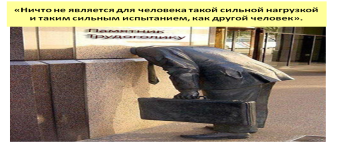 «Ничто не является для человека такой сильной нагрузкой
и таким сильным испытанием, как другой человек».
Памятник
Трудоголику